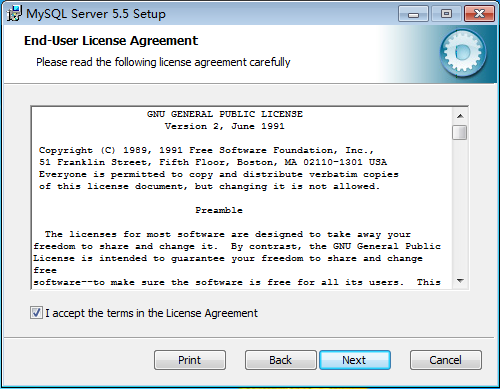 MySQL Server 5.5 Setup
End-User License Agreement
Please read the following license agreement carefully
GNU GENERAL PUBLIC LICENSE
Version 2, June 1991
Copyright (C) 1989, 1991 Free Software Foundation, Inc.,
51 Franklin Street, Fifth Floor, Boston, MA 02110-1301 USA
Everyone is permitted to copy and distribute verbatim copies
of this license document, but changing it is not allowed.
Preamble
The licenses for most software are designed to take away your
freedom to share and change it.  By contrast, the GNU General Public
License is intended to guarantee your freedom to share and change
free
software--to make sure the software is free for all its users.  This
I accept the terms in the License Agreement
Print Back Next Cancel